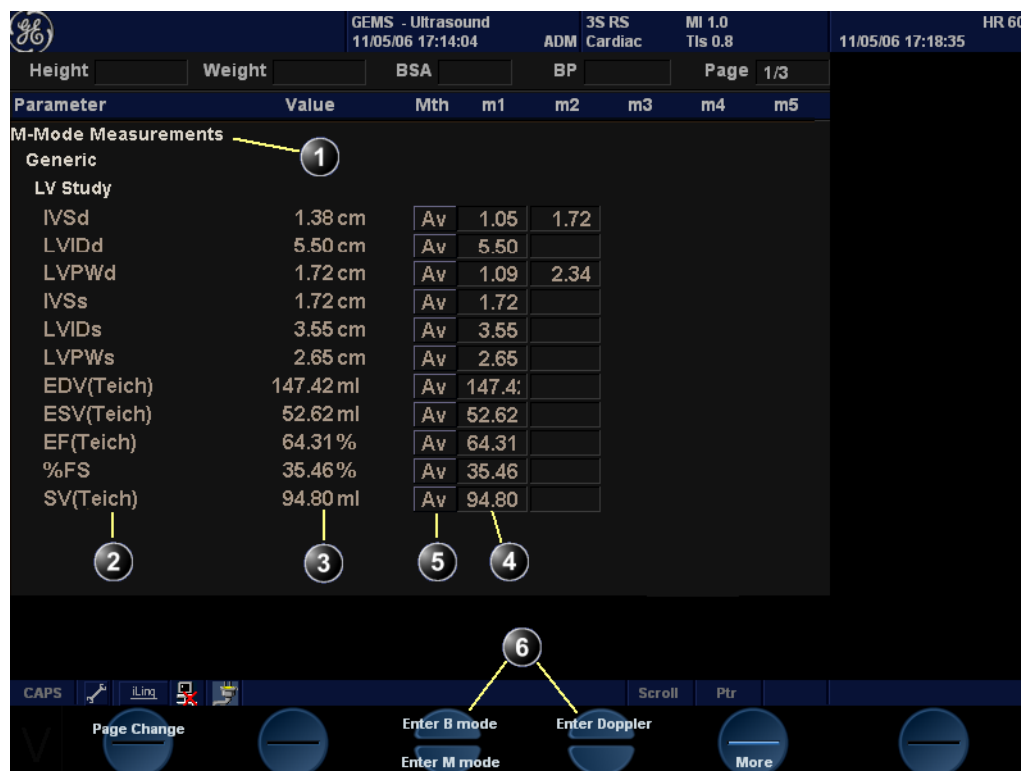 GEMS - Ultrasound 3S RS MI 1.0 HR 60
11/05/06 17:14:04 ADM Cardiac TIs 0.8 11/05/06 17:18:35
Height Weight BSA BP Page 1/3
Parameter Value Mth m1 m2 m3 m4 m5
M-Mode Measurements
1
Generic
LV Study
IVSd 1.38 cm Av 1.05 1.72
LVIDd 5.50 cm Av 5.50
LVPWd 1.72 cm Av 1.09 2.34
IVSs 1.72 cm Av 1.72
LVIDs 3.55 cm Av 3.55
LVPWs 2.65 cm Av 2.65
EDV(Teich) 147.42 ml Av 147.4
ESV(Teich) 52.62 ml Av 52.62
EF(Teich) 64.31 % Av 64.31
%FS 35.46 % Av 35.46
SV(Teich) 94.80 ml Av 94.80
2 3 5 4
6
CAPS iLinq Scroll Ptr
Page Change Enter B mode Enter Doppler
V Enter M mode More